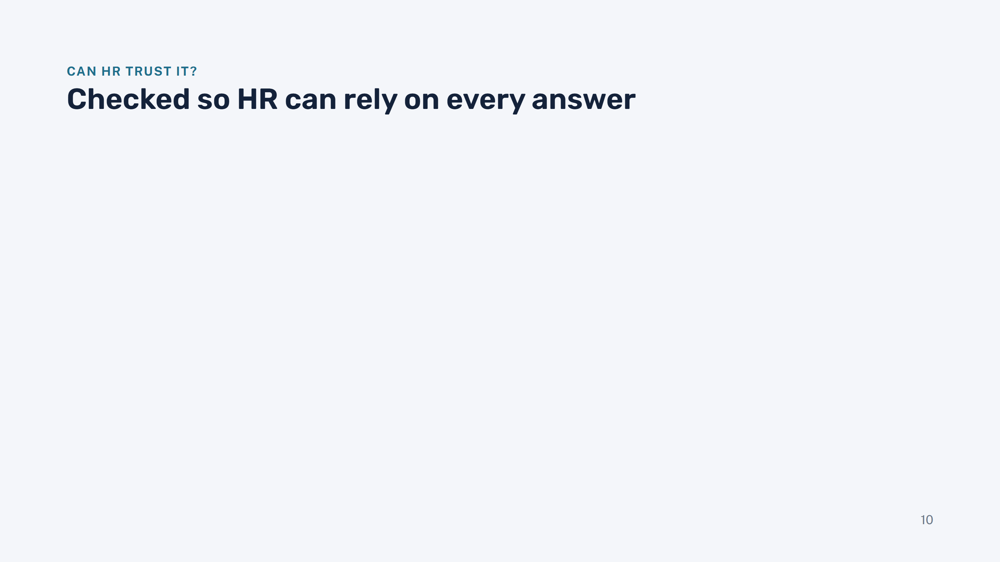 CAN HR TRUST IT?
Checked so HR can rely on every answer
10